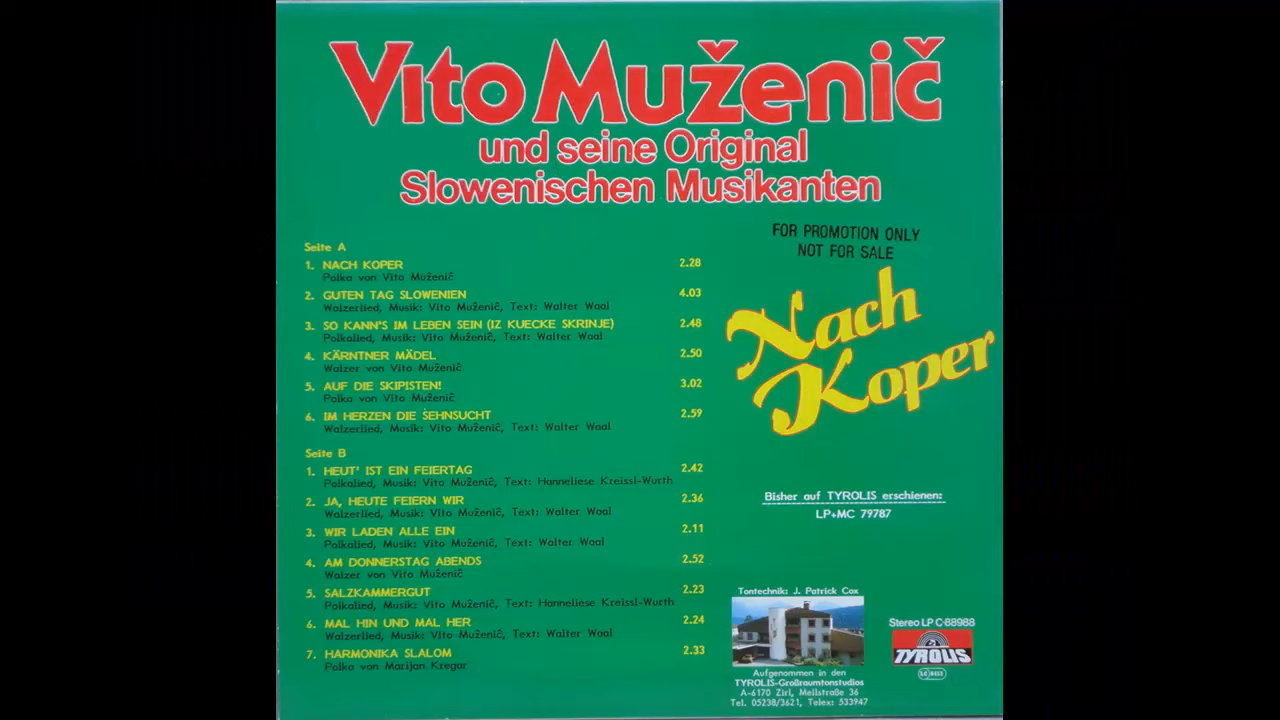 Vito Muženič
und seine Original
Slowenischen Musikanten
FOR PROMOTION ONLY
NOT FOR SALE
Nach
Koper
Seite A
1. NACH KOPER 2.28
Polka von Vito Muženič
2. GUTEN TAG SLOWENIEN 4.03
Walzerlied, Musik: Vito Muženič, Text: Walter Waal
3. SO KANN'S IM LEBEN SEIN (IZ KUECKE SKRINJE) 2.48
Polkalied, Musik: Vito Muženič, Text: Walter Waal
4. KÄRNTNER MÄDEL 2.50
Walzer von Vito Muženič
5. AUF DIE SKIPISTEN! 3.02
Polka von Vito Muženič
6. IM HERZEN DIE SEHNSUCHT 2.59
Walzerlied, Musik: Vito Muženič, Text: Walter Waal
Seite B
1. HEUT' IST EIN FEIERTAG 2.42
Polkalied, Musik: Vito Muženič, Text: Hanneliese Kreissl-Wurth
2. JA, HEUTE FEIERN WIR 2.36
Walzerlied, Musik: Vito Muženič, Text: Walter Waal
3. WIR LADEN ALLE EIN 2.11
Polkalied, Musik: Vito Muženič, Text: Walter Waal
4. AM DONNERSTAG ABENDS 2.52
Walzer von Vito Muženič
5. SALZKAMMERGUT 2.23
Polkalied, Musik: Vito Muženič, Text: Hanneliese Kreissl-Wurth
6. MAL HIN UND MAL HER 2.24
Walzerlied, Musik: Vito Muženič, Text: Walter Waal
7. HARMONIKA SLALOM 2.33
Polka von Marijan Kregar
Bisher auf TYROLIS erschienen:
LP+MC 79787
Tontechnik: J. Patrick Cox
Aufgenommen in den
TYROLIS-Großraumtonstudios
A-6170 Zirl, Meilstraße 36
Tel. 05238/3621, Telex: 533947
Stereo LP C-88988
TYROLIS